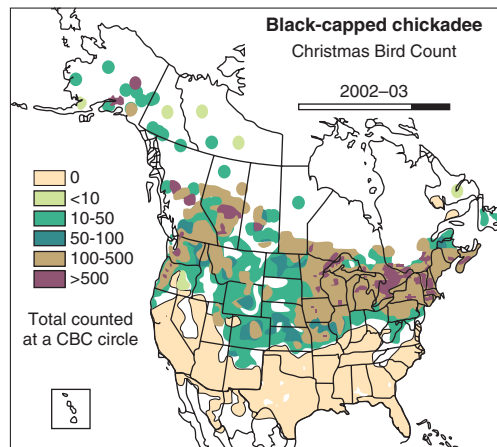 Black-capped chickadee
Christmas Bird Count
2002–03
0
<10
10-50
50-100
100-500
>500
Total counted
at a CBC circle